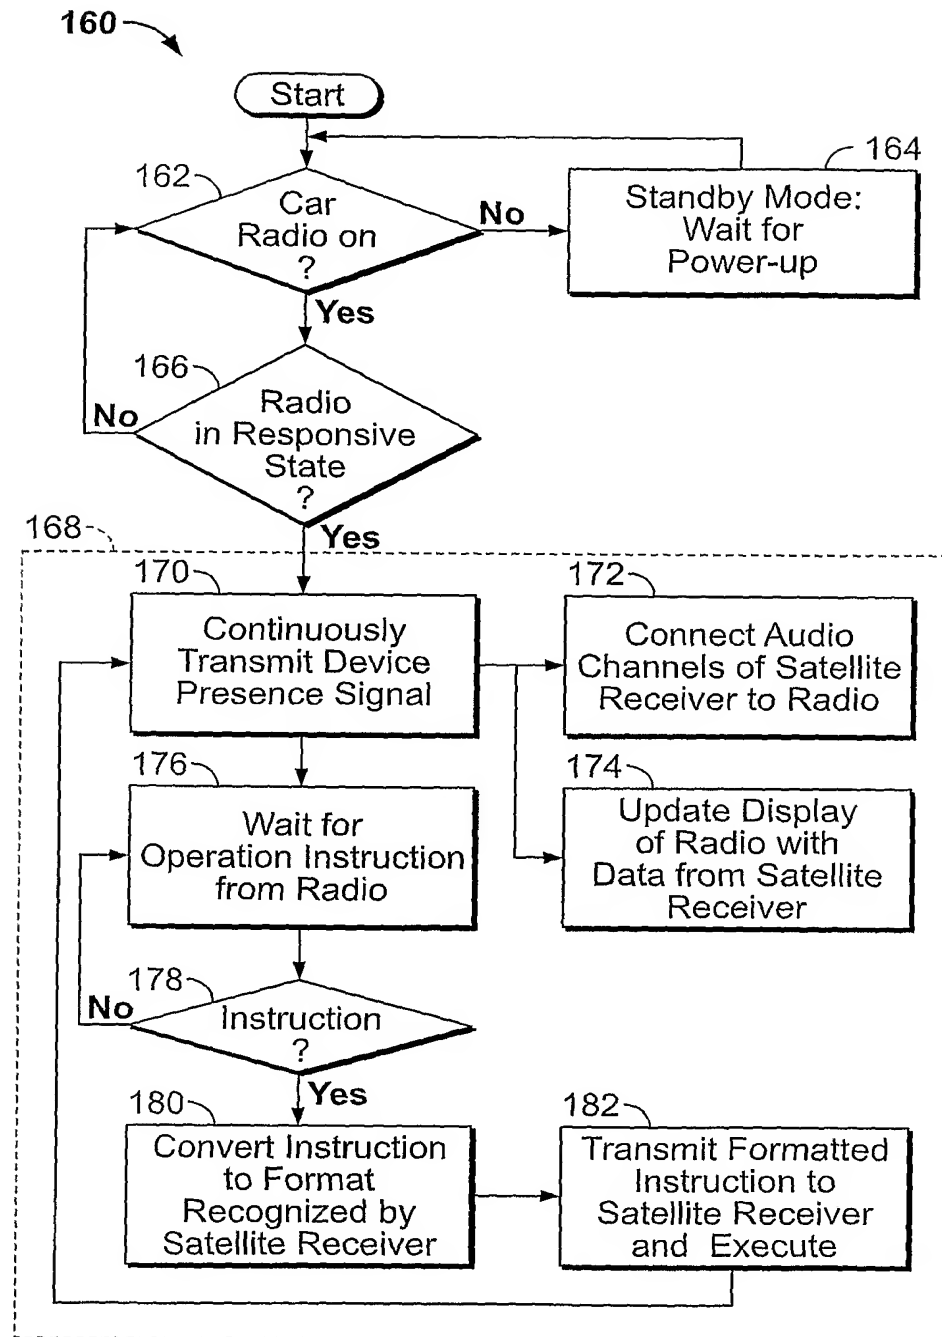 160
Start
162
Car
Radio on
?
No
164
Standby Mode:
Wait for
Power-up
Yes
166
Radio
in Responsive
State
?
No
Yes
168
170
Continuously
Transmit Device
Presence Signal
172
Connect Audio
Channels of Satellite
Receiver to Radio
174
Update Display
of Radio with
Data from Satellite
Receiver
176
Wait for
Operation Instruction
from Radio
178
Instruction
?
No
Yes
180
Convert Instruction
to Format
Recognized by
Satellite Receiver
182
Transmit Formatted
Instruction to
Satellite Receiver
and Execute